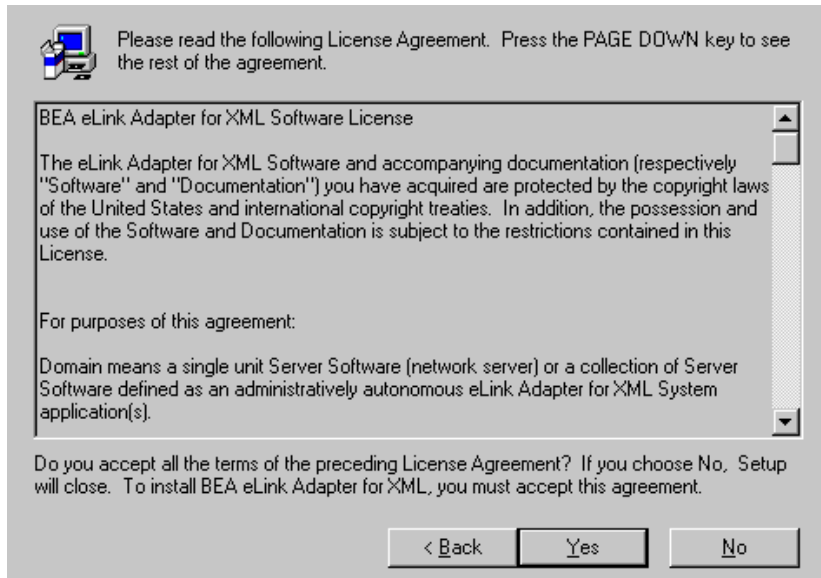 Please read the following License Agreement. Press the PAGE DOWN key to see
the rest of the agreement.
BEA eLink Adapter for XML Software License
The eLink Adapter for XML Software and accompanying documentation (respectively
"Software" and "Documentation") you have acquired are protected by the copyright laws
of the United States and international copyright treaties. In addition, the possession and
use of the Software and Documentation is subject to the restrictions contained in this
License.
For purposes of this agreement:
Domain means a single unit Server Software (network server) or a collection of Server
Software defined as an administratively autonomous eLink Adapter for XML System
application(s).
Do you accept all the terms of the preceding License Agreement? If you choose No, Setup
will close. To install BEA eLink Adapter for XML, you must accept this agreement.
< Back Yes No